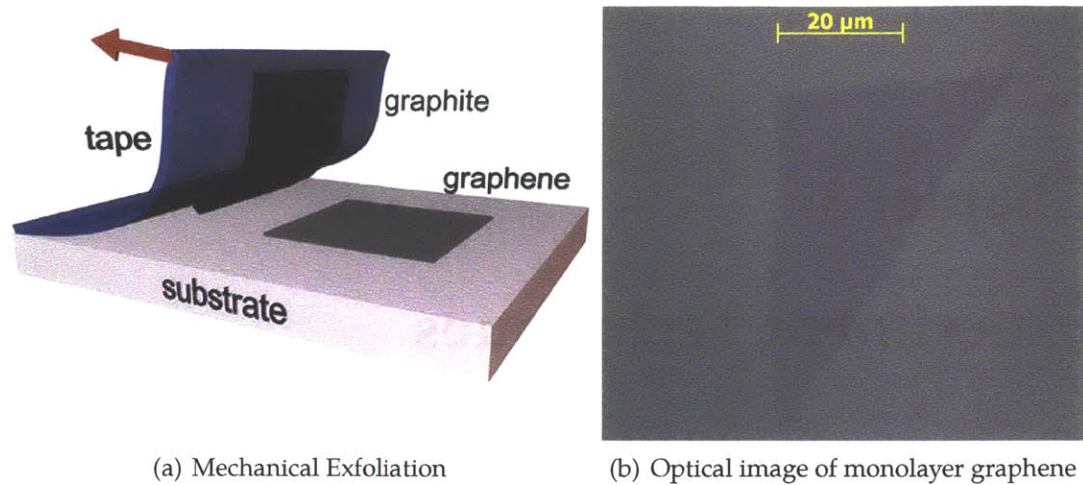 20 µm
tape
graphite
graphene
substrate
(a) Mechanical Exfoliation
(b) Optical image of monolayer graphene